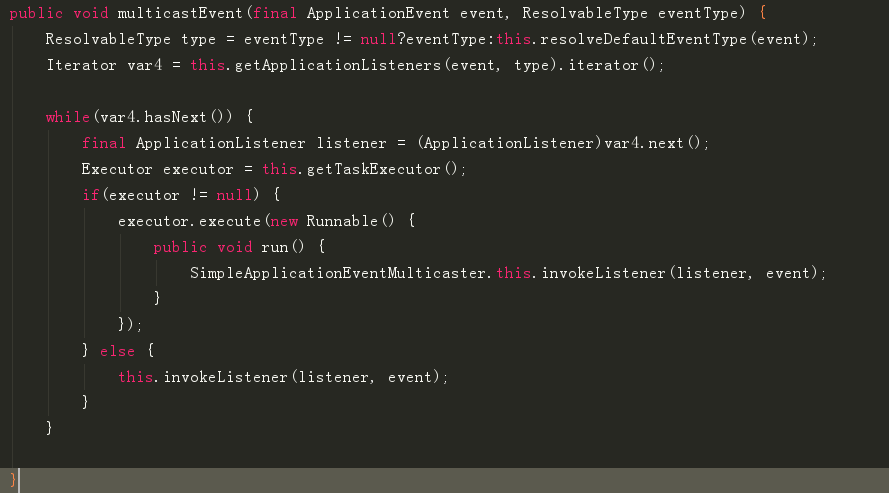 public void multicastEvent(final ApplicationEvent event, ResolvableType eventType) {
    ResolvableType type = eventType != null?eventType:this.resolveDefaultEventType(event);
    Iterator var4 = this.getApplicationListeners(event, type).iterator();

    while(var4.hasNext()) {
        final ApplicationListener listener = (ApplicationListener)var4.next();
        Executor executor = this.getTaskExecutor();
        if(executor != null) {
            executor.execute(new Runnable() {
                public void run() {
                    SimpleApplicationEventMulticaster.this.invokeListener(listener, event);
                }
            });
        } else {
            this.invokeListener(listener, event);
        }
    }

}